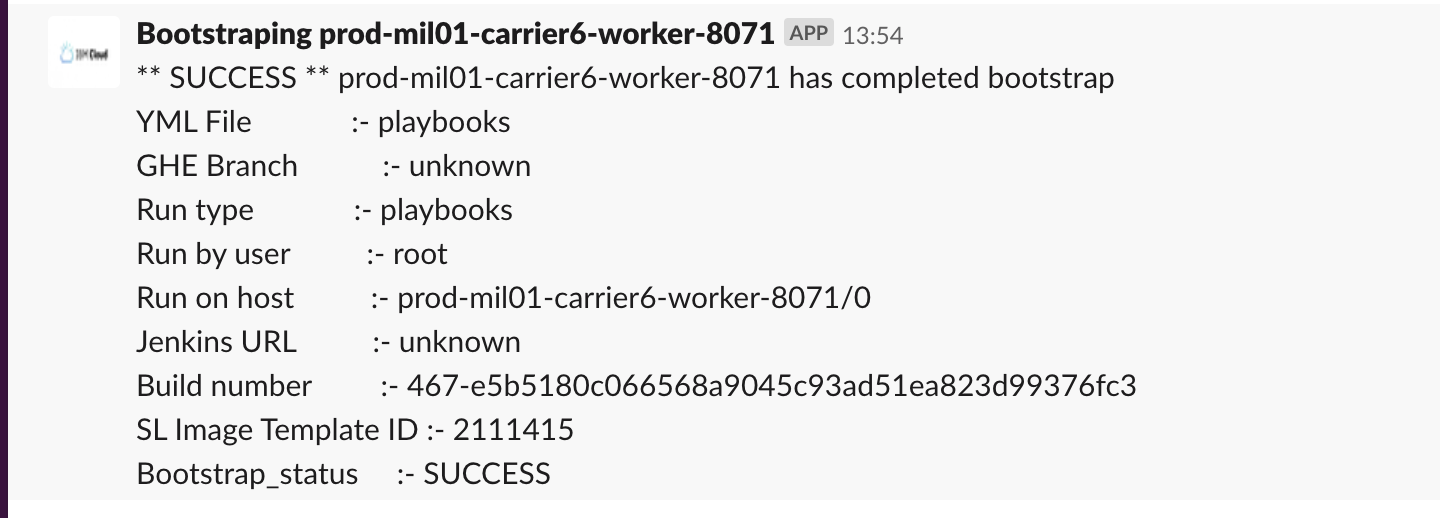 Bootstraping prod-mil01-carrier6-worker-8071 APP 13:54
IBM Cloud
** SUCCESS ** prod-mil01-carrier6-worker-8071 has completed bootstrap
YML File :- playbooks
GHE Branch :- unknown
Run type :- playbooks
Run by user :- root
Run on host :- prod-mil01-carrier6-worker-8071/0
Jenkins URL :- unknown
Build number :- 467-e5b5180c066568a9045c93ad51ea823d99376fc3
SL Image Template ID :- 2111415
Bootstrap_status :- SUCCESS